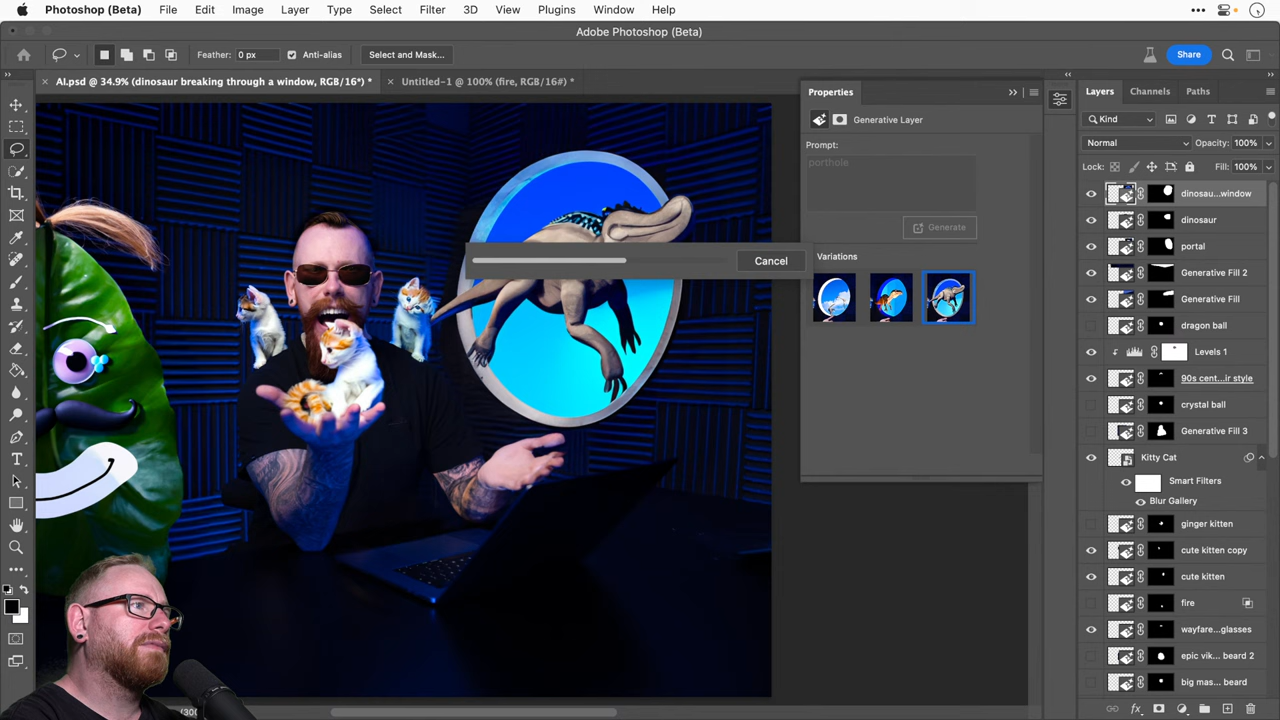 Photoshop (Beta) File Edit Image Layer Type Select Filter 3D View Plugins Window Help
Adobe Photoshop (Beta)
Feather: 0 px Anti-alias Select and Mask... Share
AI.psd @ 34.9% (dinosaur breaking through a window, RGB/16*) * Untitled-1 @ 100% (fire, RGB/16#) *
Properties
Generative Layer
Prompt:
porthole
Generate
Variations
Cancel
Layers Channels Paths
Kind
Normal Opacity: 100%
Lock: Fill: 100%
dinosau...window
dinosaur
portal
Generative Fill 2
Generative Fill
dragon ball
Levels 1
90s cent...ir style
crystal ball
Generative Fill 3
Kitty Cat
Smart Filters
Blur Gallery
ginger kitten
cute kitten copy
cute kitten
fire
wayfare...glasses
epic vik... beard 2
big mas... beard